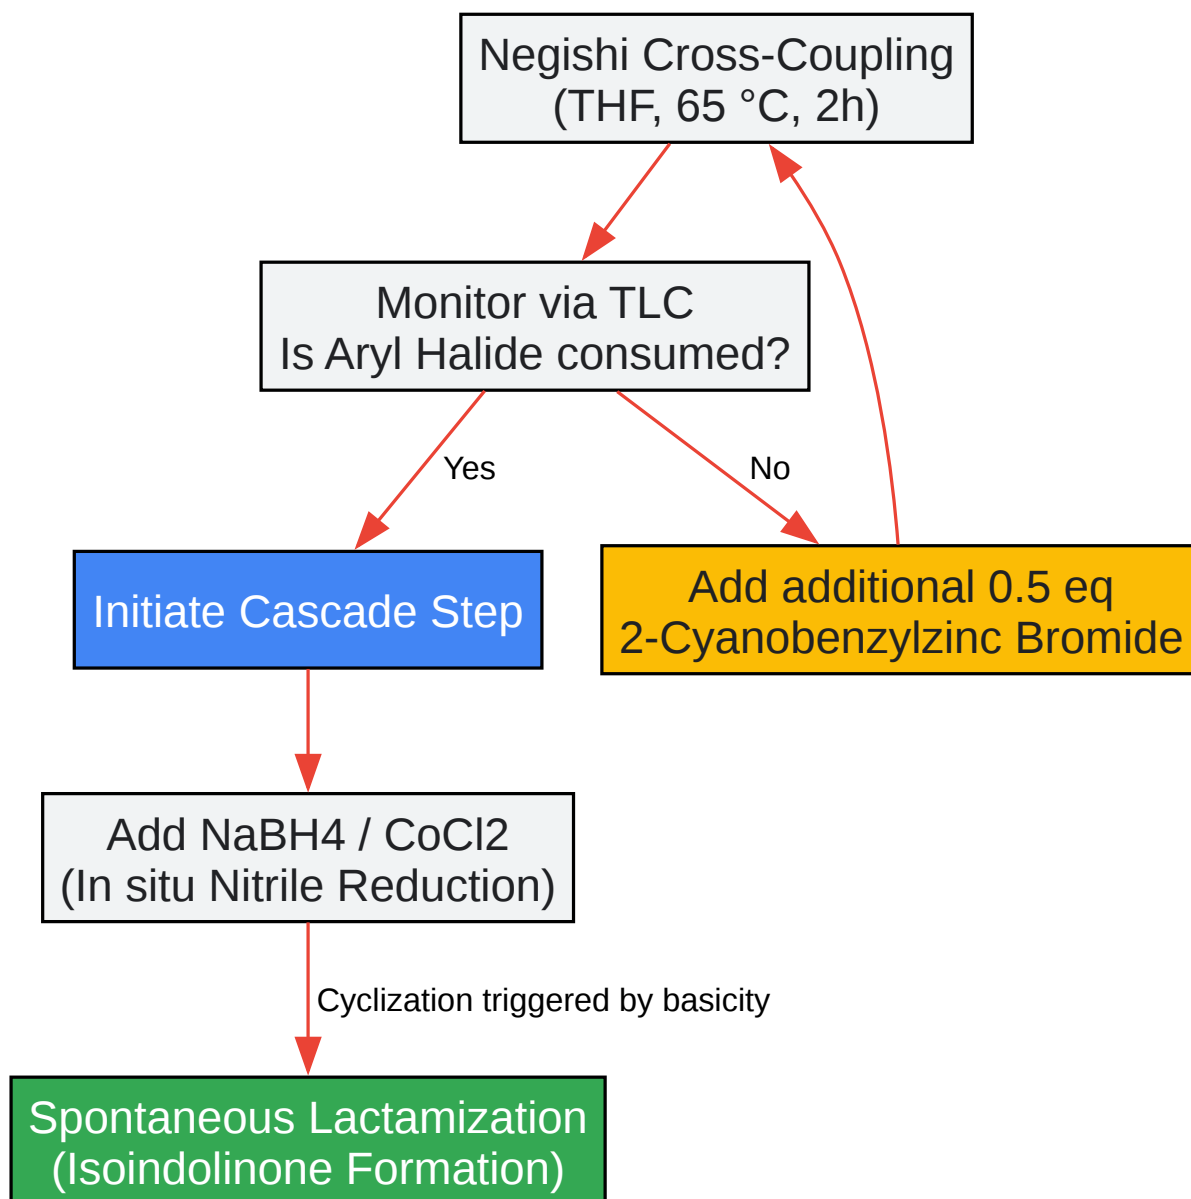 Negishi Cross-Coupling
(THF, 65 °C, 2h)
Monitor via TLC
Is Aryl Halide consumed?
Yes
No
Initiate Cascade Step
Add additional 0.5 eq
2-Cyanobenzylzinc Bromide
Add NaBH4 / CoCl2
(In situ Nitrile Reduction)
Cyclization triggered by basicity
Spontaneous Lactamization
(Isoindolinone Formation)